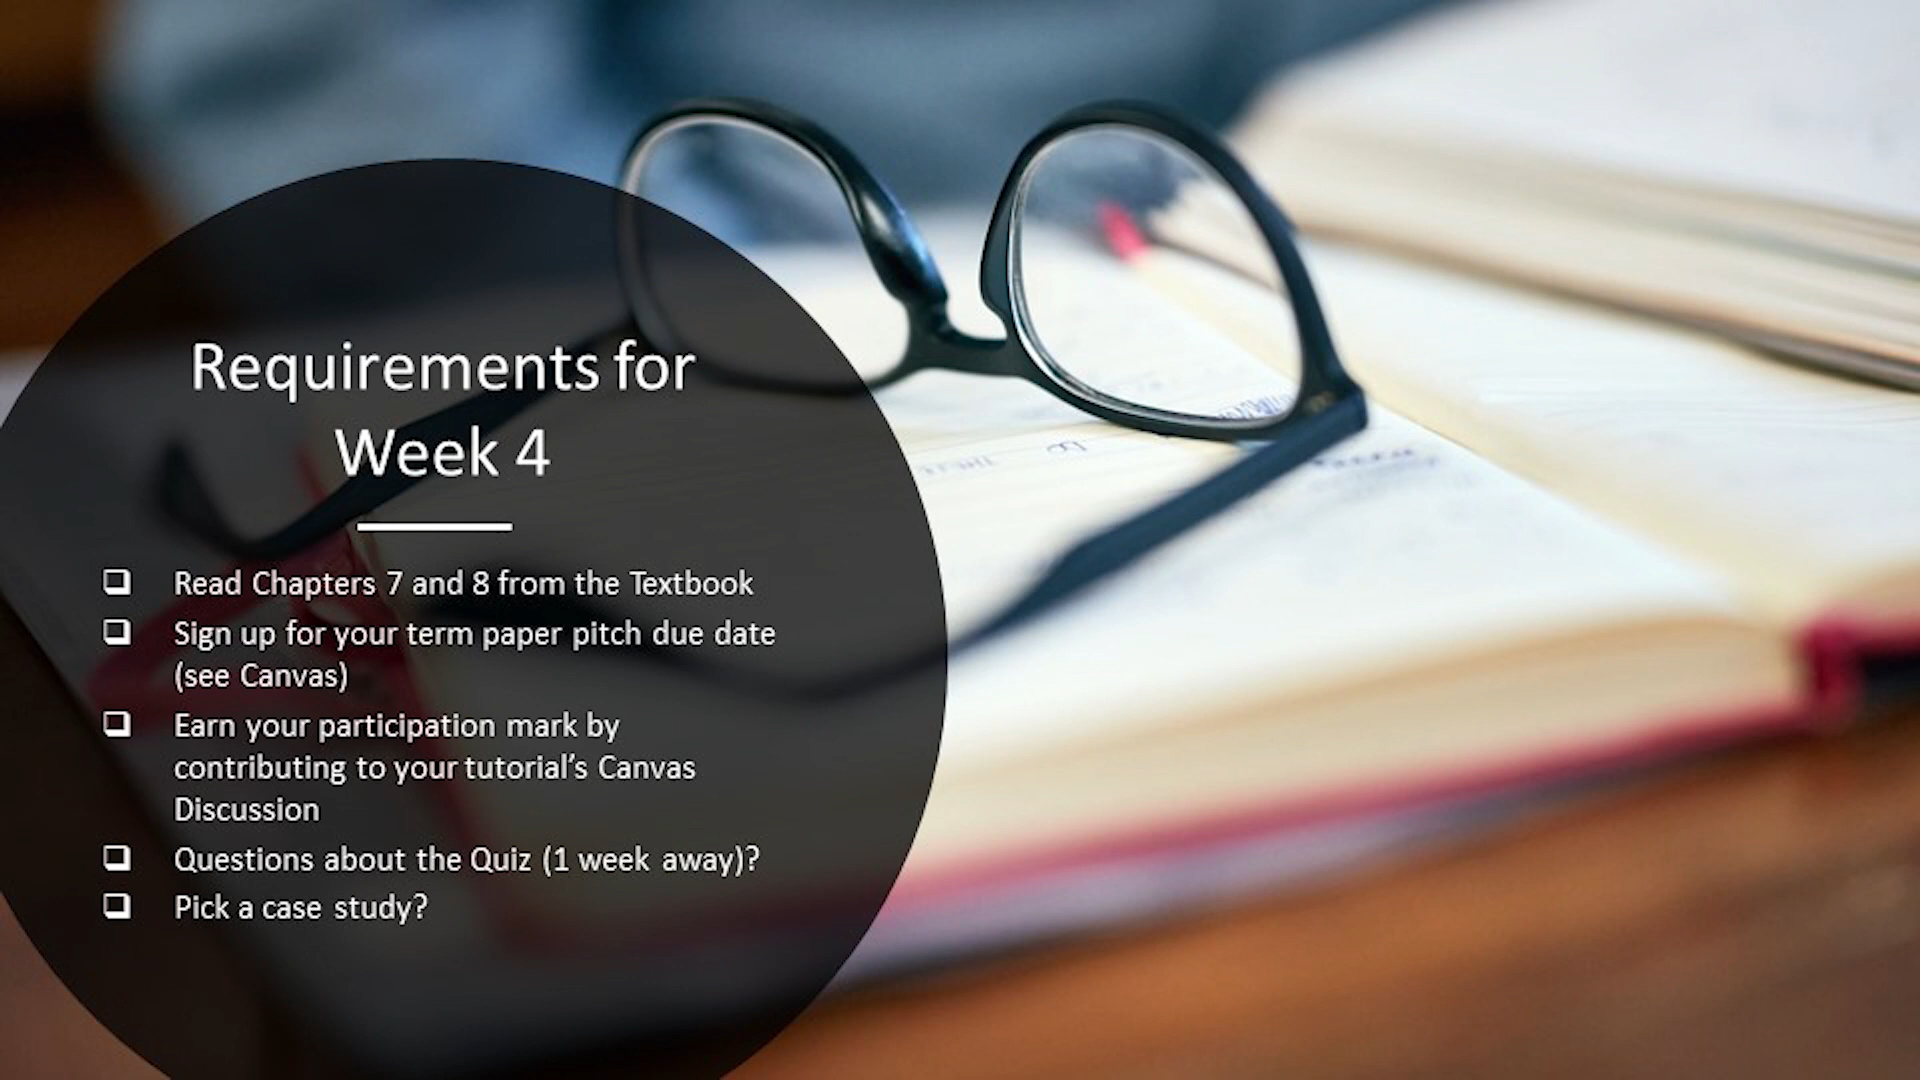 Requirements for
Week 4
❑ Read Chapters 7 and 8 from the Textbook
❑ Sign up for your term paper pitch due date
(see Canvas)
❑ Earn your participation mark by
contributing to your tutorial’s Canvas
Discussion
❑ Questions about the Quiz (1 week away)?
❑ Pick a case study?